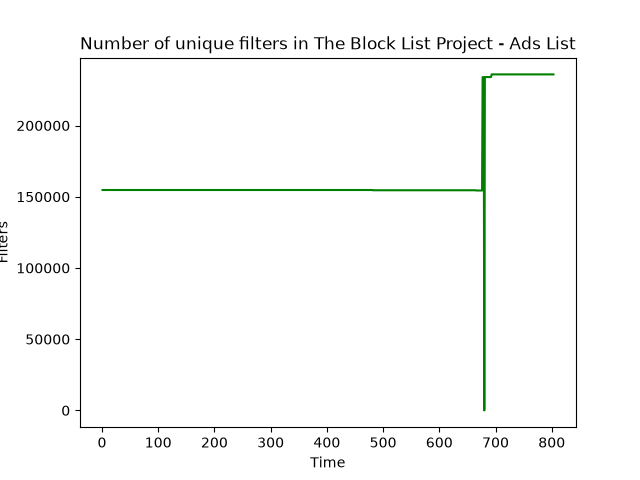 Number of unique filters in The Block List Project - Ads List
200000
150000
100000
50000
0
Filters
0 100 200 300 400 500 600 700 800
Time